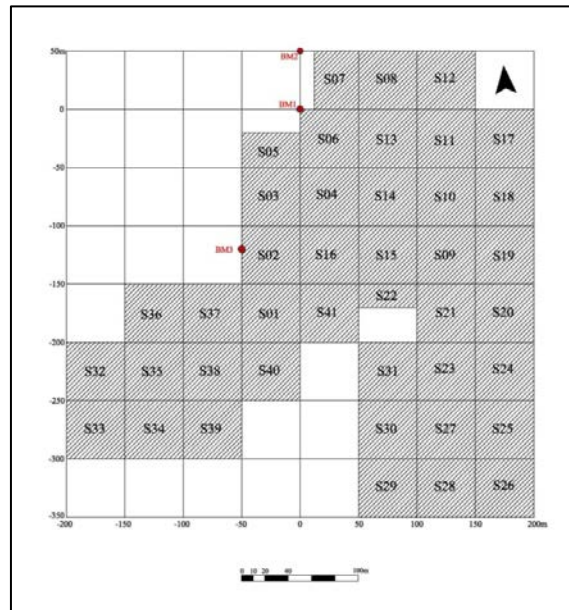 50m BM2 S07 S08 S12
0 BM1
S05 S06 S13 S11 S17
-50
S03 S04 S14 S10 S18
-100
BM3 S02 S16 S15 S09 S19
-150
S36 S37 S01 S41 S22 S21 S20
-200
S32 S35 S38 S40 S31 S23 S24
-250
S33 S34 S39 S30 S27 S25
-300
S29 S28 S26
-350
-200 -150 -100 -50 0 50 100 150 200m
0 10 20 40 100m